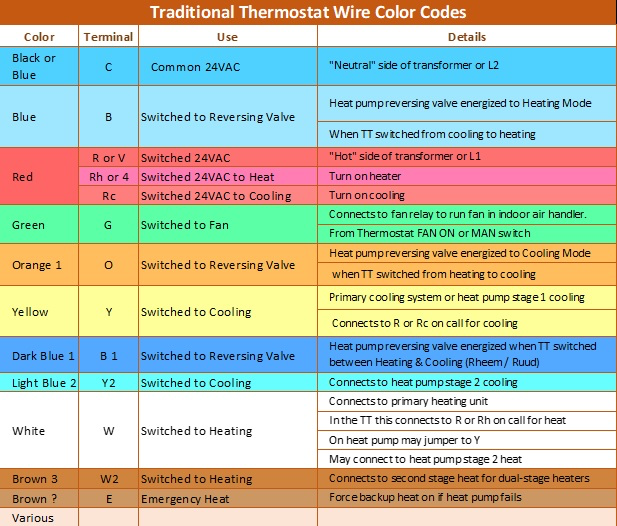 Traditional Thermostat Wire Color Codes
Color Terminal Use Details
Black or
Blue
C Common 24VAC "Neutral" side of transformer or L2
Blue B Switched to Reversing Valve
Heat pump reversing valve energized to Heating Mode
When TT switched from cooling to heating
Red
R or V Switched 24VAC "Hot" side of transformer or L1
Rh or 4 Switched 24VAC to Heat Turn on heater
Rc Switched 24VAC to Cooling Turn on cooling
Green G Switched to Fan
Connects to fan relay to run fan in indoor air handler.
From Thermostat FAN ON or MAN switch
Orange 1 O Switched to Reversing Valve
Heat pump reversing valve energized to Cooling Mode
when TT switched from heating to cooling
Yellow Y Switched to Cooling
Primary cooling system or heat pump stage 1 cooling
Connects to R or Rc on call for cooling
Dark Blue 1 B 1 Switched to Reversing Valve
Heat pump reversing valve energized when TT switched
between Heating & Cooling (Rheem / Ruud)
Light Blue 2 Y2 Switched to Cooling Connects to heat pump stage 2 cooling
White W Switched to Heating
Connects to primary heating unit
In the TT this connects to R or Rh on call for heat
On heat pump may jumper to Y
May connect to heat pump stage 2 heat
Brown 3 W2 Switched to Heating Connects to second stage heat for dual-stage heaters
Brown ? E Emergency Heat Force backup heat on if heat pump fails
Various